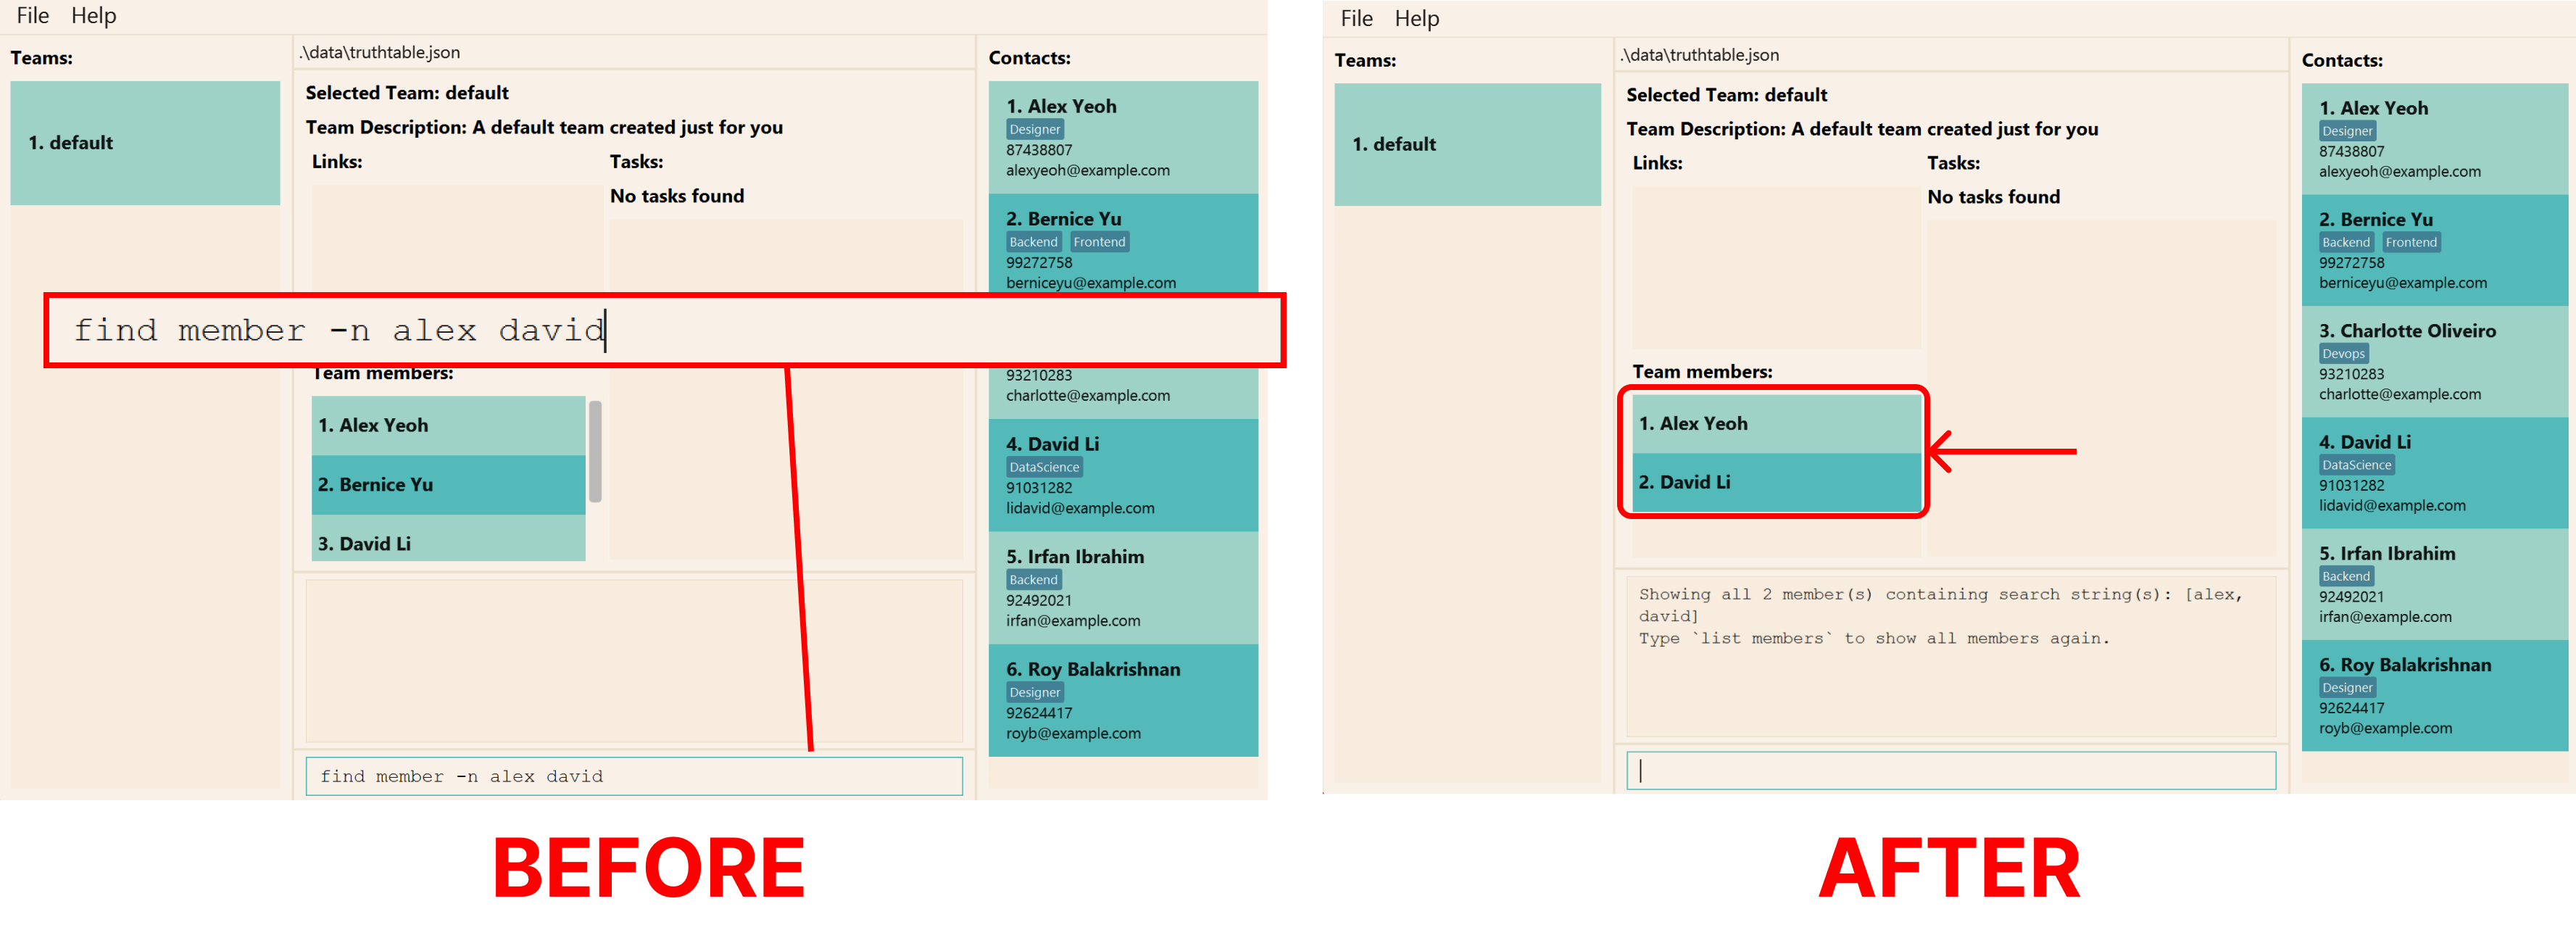 File Help
Teams:
1. default
.\data\truthtable.json
Selected Team: default
Team Description: A default team created just for you
Links:
Tasks:
No tasks found
find member -n alex david
Team members:
1. Alex Yeoh
2. Bernice Yu
3. David Li
find member -n alex david
Contacts:
1. Alex Yeoh
Designer
87438807
alexyeoh@example.com
2. Bernice Yu
Backend Frontend
99272758
berniceyu@example.com
93210283
charlotte@example.com
4. David Li
DataScience
91031282
lidavid@example.com
5. Irfan Ibrahim
Backend
92492021
irfan@example.com
6. Roy Balakrishnan
Designer
92624417
royb@example.com
BEFORE
File Help
Teams:
1. default
.\data\truthtable.json
Selected Team: default
Team Description: A default team created just for you
Links:
Tasks:
No tasks found
Team members:
1. Alex Yeoh
2. David Li
Showing all 2 member(s) containing search string(s): [alex,
david]
Type `list members` to show all members again.
Contacts:
1. Alex Yeoh
Designer
87438807
alexyeoh@example.com
2. Bernice Yu
Backend Frontend
99272758
berniceyu@example.com
3. Charlotte Oliveiro
Devops
93210283
charlotte@example.com
4. David Li
DataScience
91031282
lidavid@example.com
5. Irfan Ibrahim
Backend
92492021
irfan@example.com
6. Roy Balakrishnan
Designer
92624417
royb@example.com
AFTER